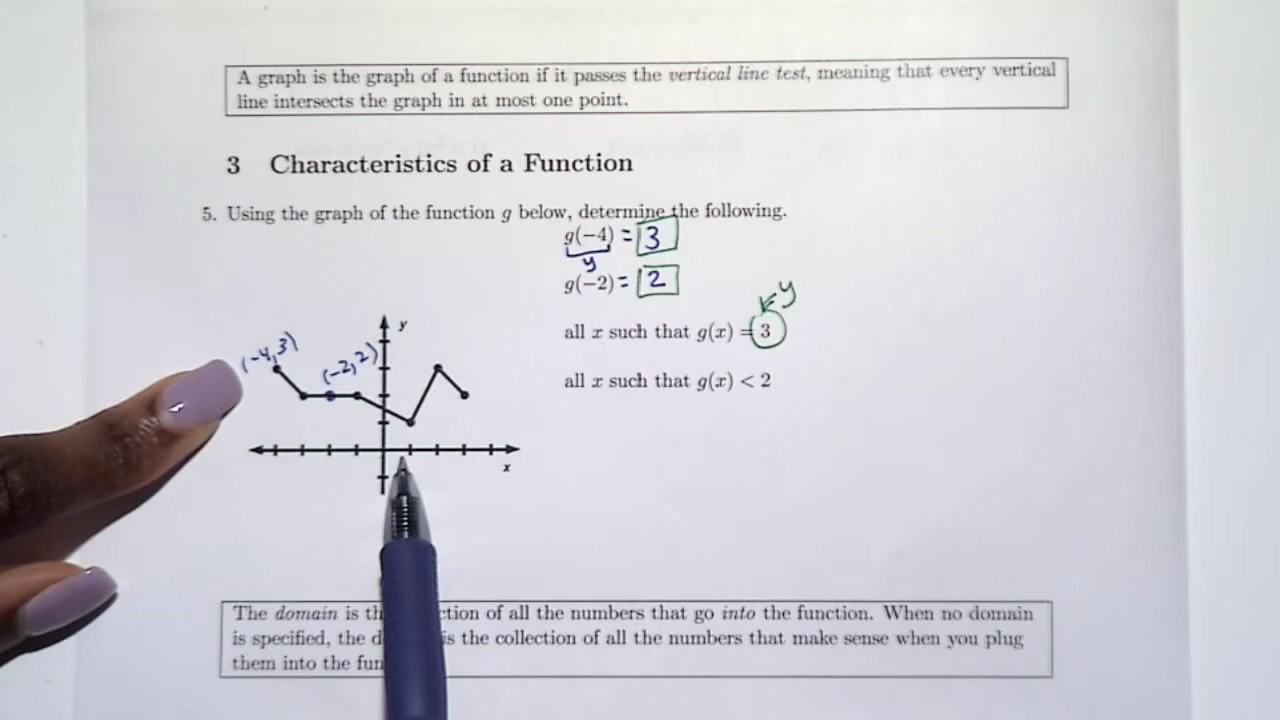 A graph is the graph of a function if it passes the vertical line test, meaning that every vertical
line intersects the graph in at most one point.
3 Characteristics of a Function
5. Using the graph of the function g below, determine the following.
g(−4) = 3
y
g(−2) = 2
y
all x such that g(x) = 3
all x such that g(x) < 2
y
(-4,3)
(-2,2)
x
The domain is ction of all the numbers that go into the function. When no domain
is specified, the d is the collection of all the numbers that make sense when you plug
them into the fun